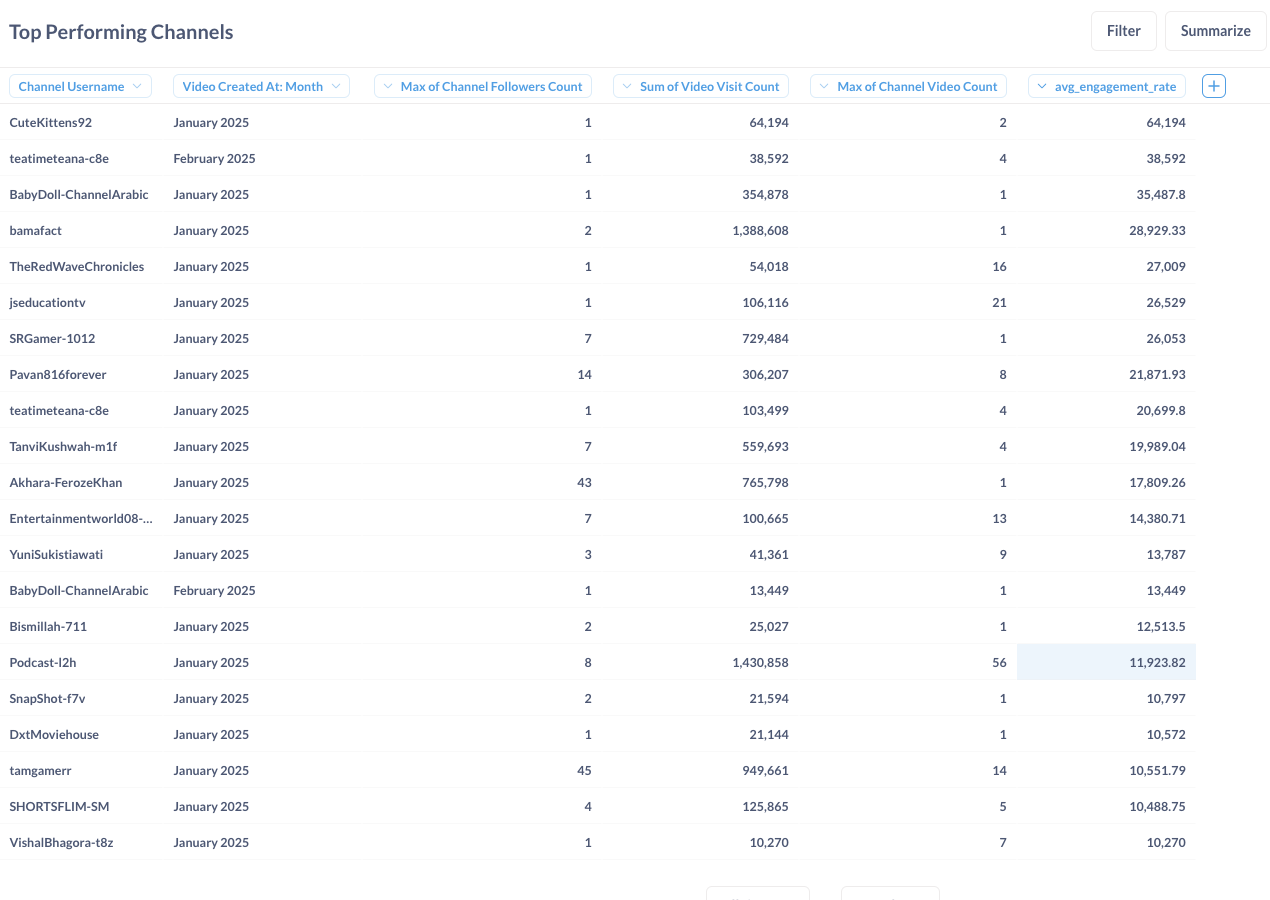 Top Performing Channels
Filter Summarize
Channel Username Video Created At: Month Max of Channel Followers Count Sum of Video Visit Count Max of Channel Video Count avg_engagement_rate
CuteKittens92 January 2025 1 64,194 2 64,194
teatimeteana-c8e February 2025 1 38,592 4 38,592
BabyDoll-ChannelArabic January 2025 1 354,878 1 35,487.8
bamafact January 2025 2 1,388,608 1 28,929.33
TheRedWaveChronicles January 2025 1 54,018 16 27,009
jseducationtv January 2025 1 106,116 21 26,529
SRGamer-1012 January 2025 7 729,484 1 26,053
Pavan816forever January 2025 14 306,207 8 21,871.93
teatimeteana-c8e January 2025 1 103,499 4 20,699.8
TanviKushwah-m1f January 2025 7 559,693 4 19,989.04
Akhara-FerozeKhan January 2025 43 765,798 1 17,809.26
Entertainmentworld08-... January 2025 7 100,665 13 14,380.71
YuniSukistiawati January 2025 3 41,361 9 13,787
BabyDoll-ChannelArabic February 2025 1 13,449 1 13,449
Bismillah-711 January 2025 2 25,027 1 12,513.5
Podcast-l2h January 2025 8 1,430,858 56 11,923.82
SnapShot-f7v January 2025 2 21,594 1 10,797
DxtMoviehouse January 2025 1 21,144 1 10,572
tamgamerr January 2025 45 949,661 14 10,551.79
SHORTSFLIM-SM January 2025 4 125,865 5 10,488.75
VishalBhagora-t8z January 2025 1 10,270 7 10,270